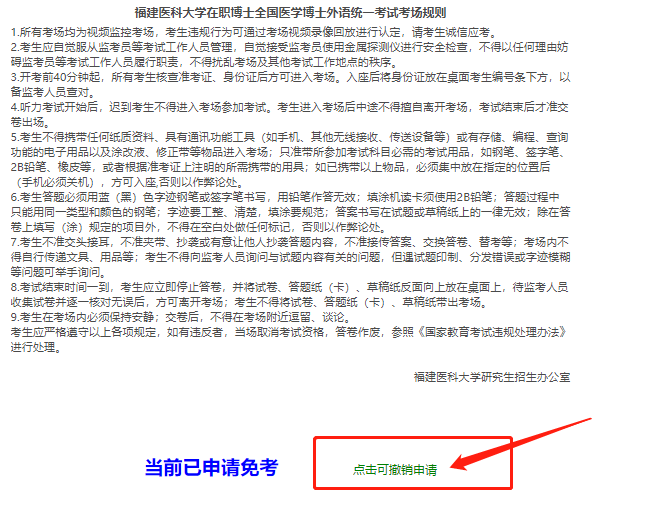 福建医科大学在职博士全国医学博士外语统一考试考场规则
1.所有考场均为视频监控考场，考生违规行为可通过考场视频录像回放进行认定，请考生诚信应考。
2.考生应自觉服从监考员等考试工作人员管理，自觉接受监考员使用金属探测仪进行安全检查，不得以任何理由妨
碍监考员等考试工作人员履行职责，不得扰乱考场及其他考试工作地点的秩序。
3.开考前40分钟起，所有考生核查准考证、身份证后方可进入考场。入座后将身份证放在桌面考生编号条下方，以
备监考人员查对。
4.听力考试开始后，迟到考生不得进入考场参加考试。考生进入考场后中途不得擅自离开考场，考试结束后才准交
卷出场。
5.考生不得携带任何纸质资料、具有通讯功能工具（如手机、其他无线接收、传送设备等）或有存储、编程、查询
功能的电子用品以及涂改液、修正带等物品进入考场；只准带所参加考试科目必需的考试用品，如钢笔、签字笔、
2B铅笔、橡皮等，或者根据准考证上注明的所需携带的用具；如已携带以上物品，必须集中放在指定的位置后
（手机必须关机），方可入座,否则以作弊论处。
6.考生答题必须用蓝（黑）色字迹钢笔或签字笔书写，用铅笔作答无效；填涂机读卡须使用2B铅笔；答题过程中
只能用同一类型和颜色的钢笔；字迹要工整、清楚，填涂要规范；答案书写在试题或草稿纸上的一律无效；除在答
卷上填写（涂）规定的项目外，不得在空白处做任何标记，否则以作弊论处。
7.考生不准交头接耳，不准夹带、抄袭或有意让他人抄袭答题内容，不准接传答案、交换答卷、替考等；考场内不
得自行传递文具、用品等；考生不得向监考人员询问与试题内容有关的问题，但遇试题印制、分发错误或字迹模糊
等问题可举手询问。
8.考试结束时间一到，考生应立即停止答卷，并将试卷、答题纸（卡）、草稿纸反面向上放在桌面上，待监考人员
收集试卷并逐一核对无误后，方可离开考场；考生不得将试卷、答题纸（卡）、草稿纸带出考场。
9.考生在考场内必须保持安静；交卷后，不得在考场附近逗留、谈论。
考生应严格遵守以上各项规定，如有违反者，当场取消考试资格，答卷作废，参照《国家教育考试违规处理办法》
进行处理。
福建医科大学研究生招生办公室
当前已申请免考 点击可撤销申请